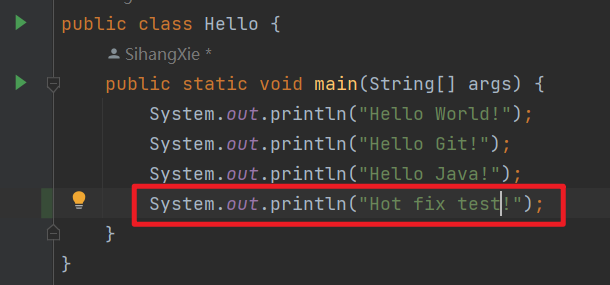 public class Hello {
SihangXie *
public static void main(String[] args) {
System.out.println("Hello World!");
System.out.println("Hello Git!");
System.out.println("Hello Java!");
System.out.println("Hot fix test!");
}
}